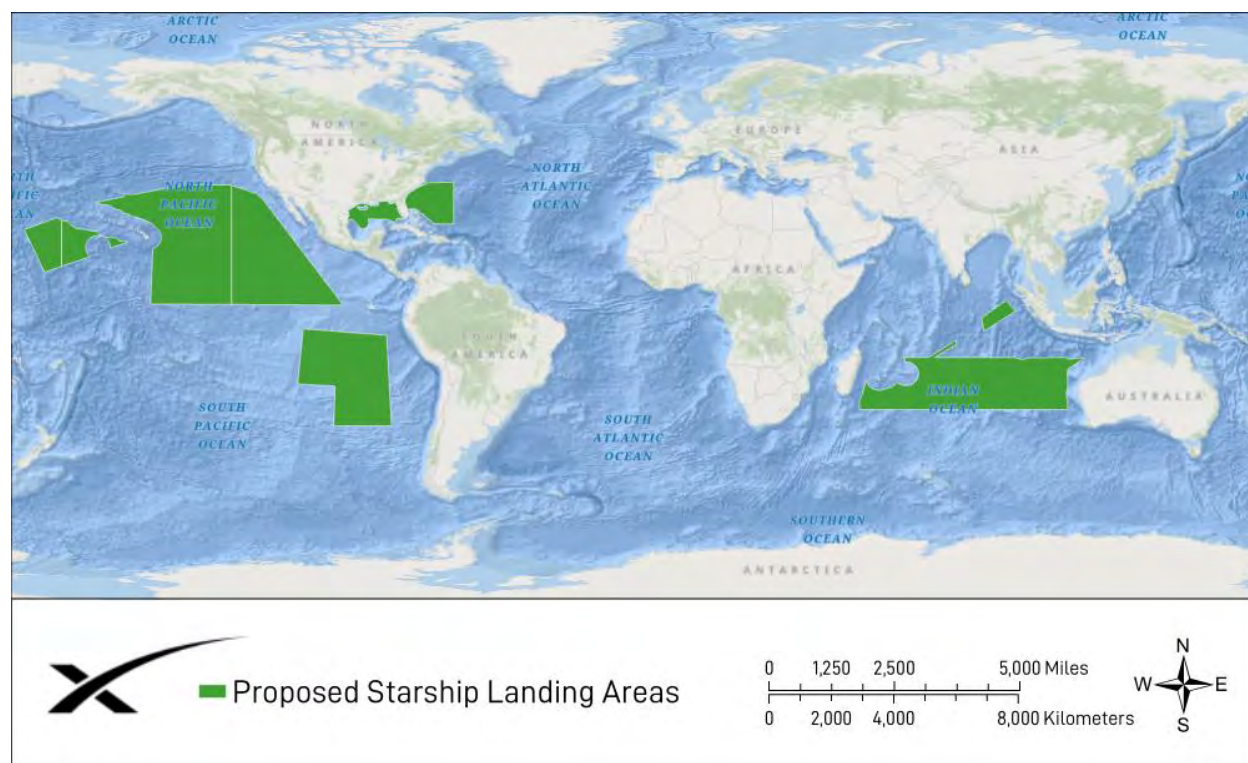 ARCTIC
OCEAN
ARCTIC
OCEAN
NORTH
AMERICA
EUROPE
ASIA
NORTH
PACIFIC
OCEAN
NORTH
ATLANTIC
OCEAN
AFRICA
SOUTH
AMERICA
INDIAN
OCEAN
AUSTRALIA
SOUTH
PACIFIC
OCEAN
SOUTH
ATLANTIC
OCEAN
SOUTHERN
OCEAN
ANTARCTICA
Proposed Starship Landing Areas
0 1,250 2,500 5,000 Miles
0 2,000 4,000 8,000 Kilometers
N
W E
S